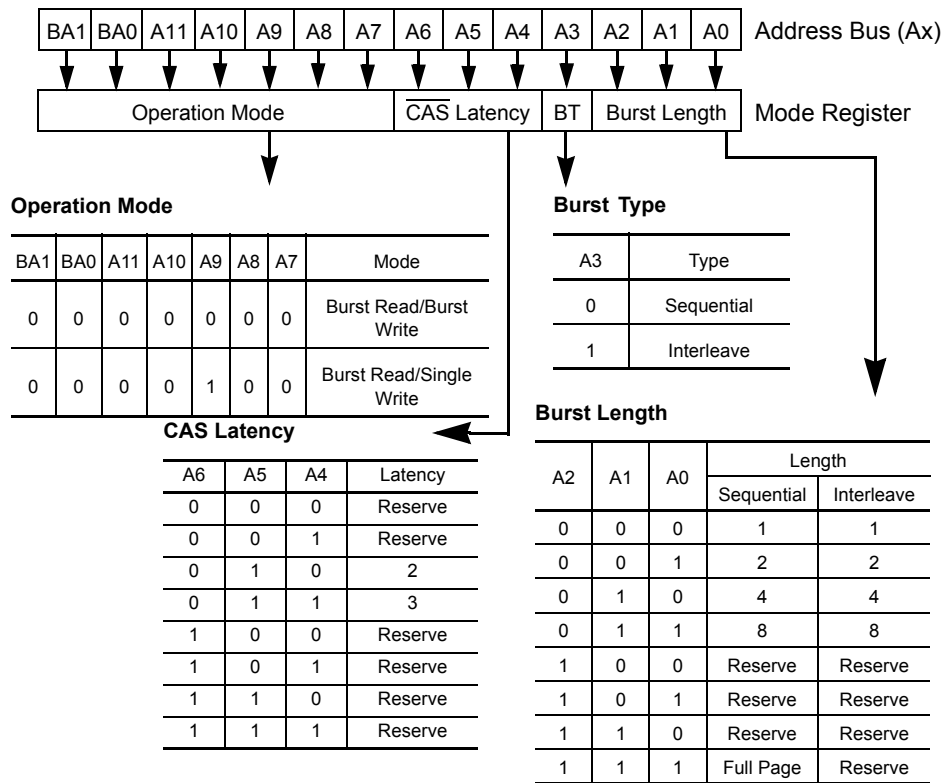 BA1 BA0 A11 A10 A9 A8 A7 A6 A5 A4 A3 A2 A1 A0 Address Bus (Ax)
Operation Mode CAS Latency BT Burst Length Mode Register
Operation Mode
BA1 BA0 A11 A10 A9 A8 A7 Mode
0 0 0 0 0 0 0 Burst Read/Burst
Write
0 0 0 0 1 0 0 Burst Read/Single
Write
Burst Type
A3 Type
0 Sequential
1 Interleave
CAS Latency
A6 A5 A4 Latency
0 0 0 Reserve
0 0 1 Reserve
0 1 0 2
0 1 1 3
1 0 0 Reserve
1 0 1 Reserve
1 1 0 Reserve
1 1 1 Reserve
Burst Length
A2 A1 A0 Length
Sequential Interleave
0 0 0 1 1
0 0 1 2 2
0 1 0 4 4
0 1 1 8 8
1 0 0 Reserve Reserve
1 0 1 Reserve Reserve
1 1 0 Reserve Reserve
1 1 1 Full Page Reserve